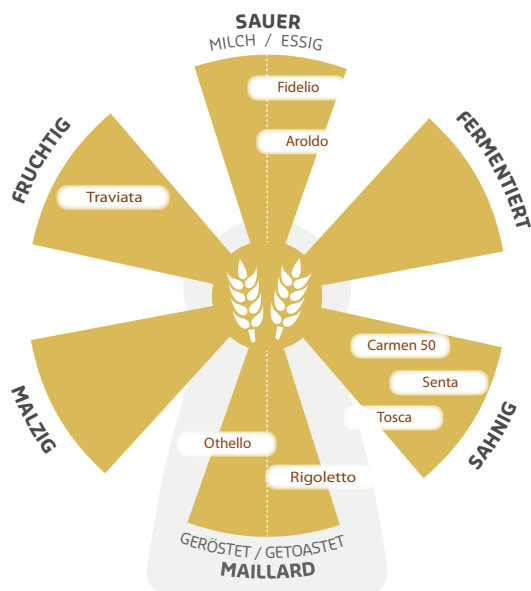 SAUER
MILCH / ESSIG
Fidelio
Aroldo
FRUCHTIG
Traviata
FERMENTIERT
Carmen 50
Senta
Tosca
SAHNIG
MALZIG
Othello
Rigoletto
GERÖSTET / GETOASTET
MAILLARD